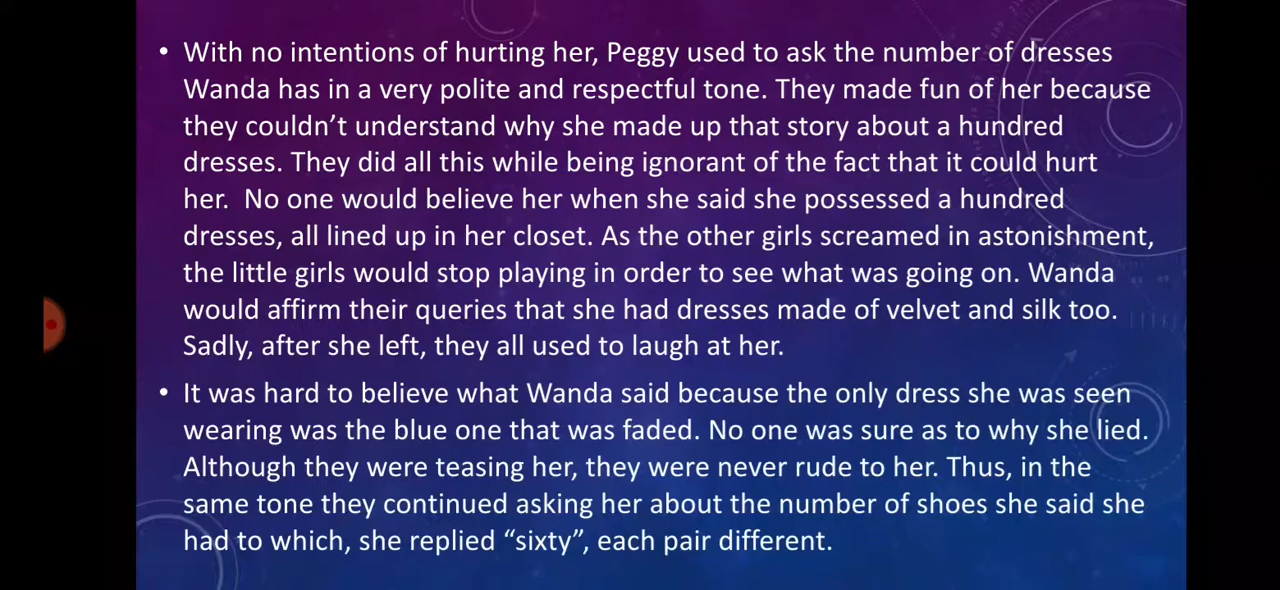 • With no intentions of hurting her, Peggy used to ask the number of dresses
Wanda has in a very polite and respectful tone. They made fun of her because
they couldn’t understand why she made up that story about a hundred
dresses. They did all this while being ignorant of the fact that it could hurt
her.  No one would believe her when she said she possessed a hundred
dresses, all lined up in her closet. As the other girls screamed in astonishment,
the little girls would stop playing in order to see what was going on. Wanda
would affirm their queries that she had dresses made of velvet and silk too.
Sadly, after she left, they all used to laugh at her.
• It was hard to believe what Wanda said because the only dress she was seen
wearing was the blue one that was faded. No one was sure as to why she lied.
Although they were teasing her, they were never rude to her. Thus, in the
same tone they continued asking her about the number of shoes she said she
had to which, she replied “sixty”, each pair different.